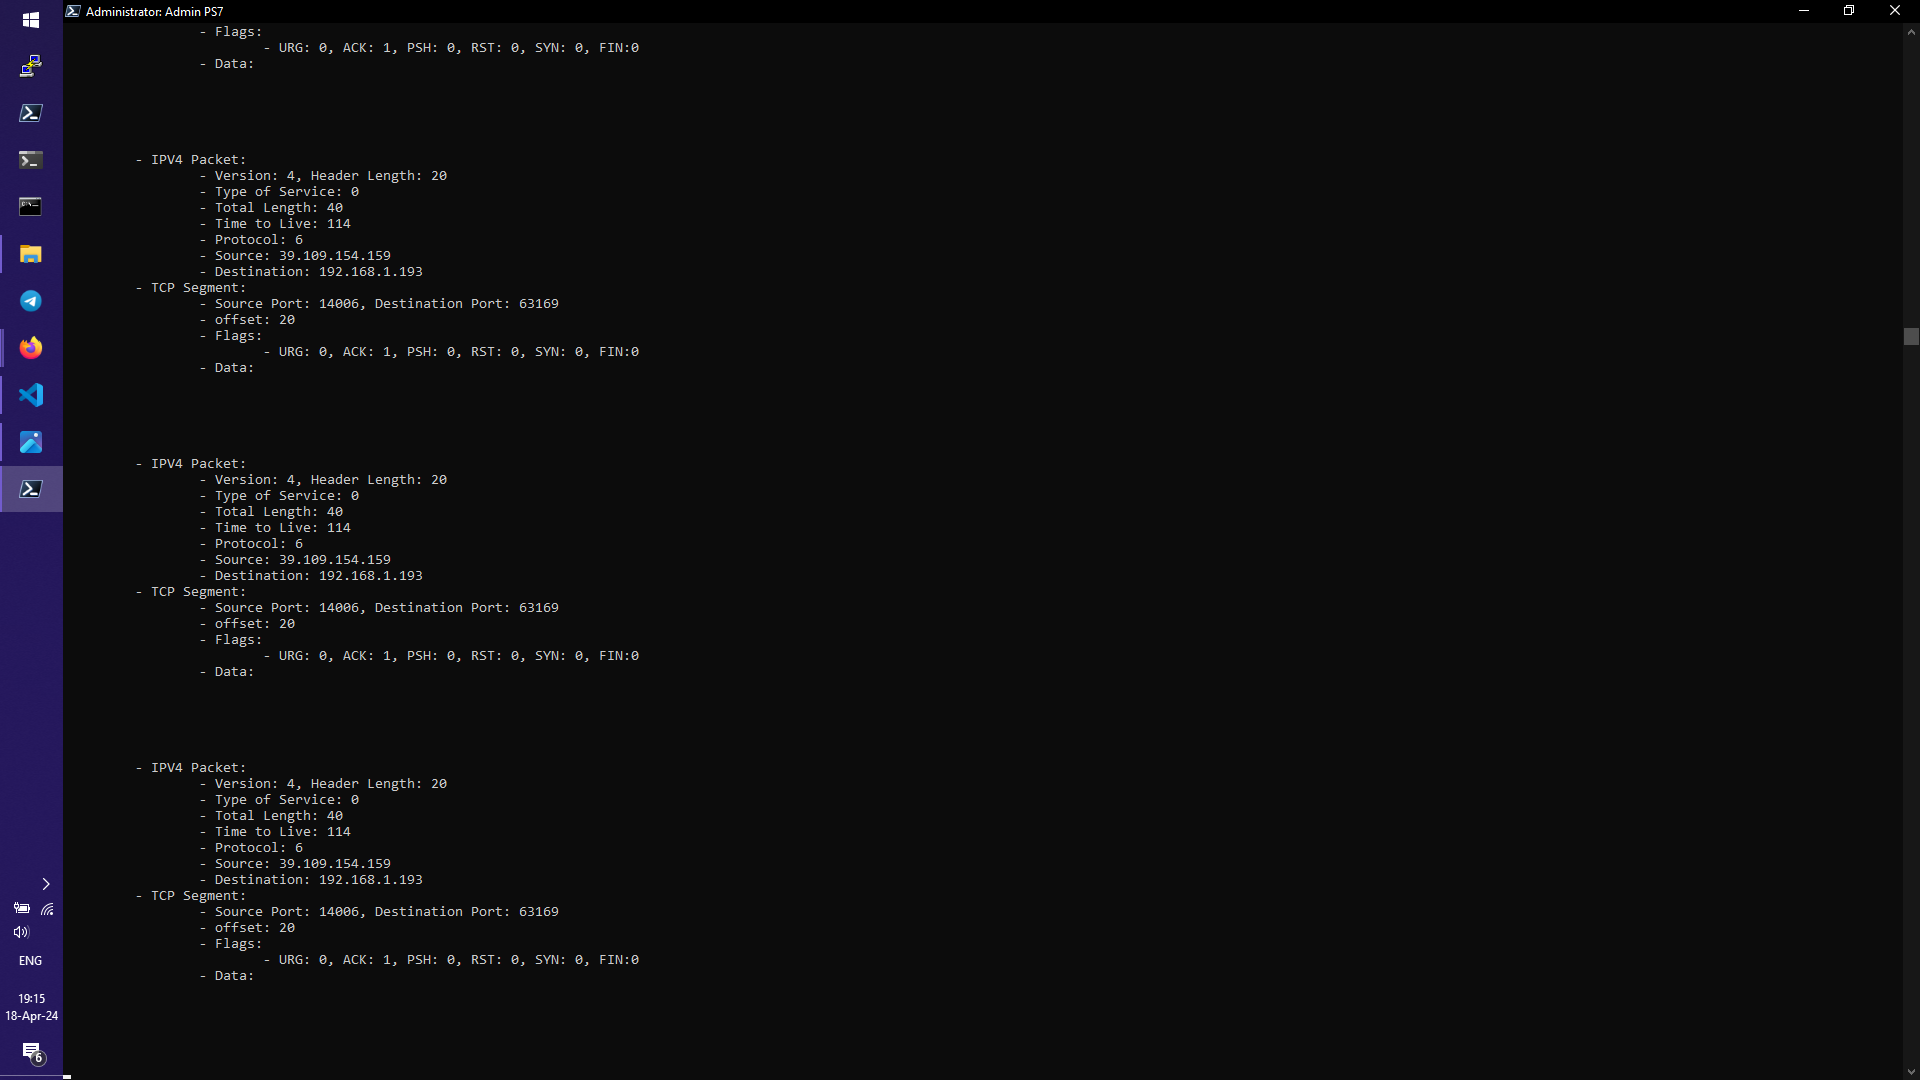 Administrator: Admin PS7
- Flags:
- URG: 0, ACK: 1, PSH: 0, RST: 0, SYN: 0, FIN:0
- Data:
- IPV4 Packet:
- Version: 4, Header Length: 20
- Type of Service: 0
- Total Length: 40
- Time to Live: 114
- Protocol: 6
- Source: 39.109.154.159
- Destination: 192.168.1.193
- TCP Segment:
- Source Port: 14006, Destination Port: 63169
- offset: 20
- Flags:
- URG: 0, ACK: 1, PSH: 0, RST: 0, SYN: 0, FIN:0
- Data:
- IPV4 Packet:
- Version: 4, Header Length: 20
- Type of Service: 0
- Total Length: 40
- Time to Live: 114
- Protocol: 6
- Source: 39.109.154.159
- Destination: 192.168.1.193
- TCP Segment:
- Source Port: 14006, Destination Port: 63169
- offset: 20
- Flags:
- URG: 0, ACK: 1, PSH: 0, RST: 0, SYN: 0, FIN:0
- Data:
- IPV4 Packet:
- Version: 4, Header Length: 20
- Type of Service: 0
- Total Length: 40
- Time to Live: 114
- Protocol: 6
- Source: 39.109.154.159
- Destination: 192.168.1.193
- TCP Segment:
- Source Port: 14006, Destination Port: 63169
- offset: 20
- Flags:
- URG: 0, ACK: 1, PSH: 0, RST: 0, SYN: 0, FIN:0
- Data:
ENG
19:15
18-Apr-24
6